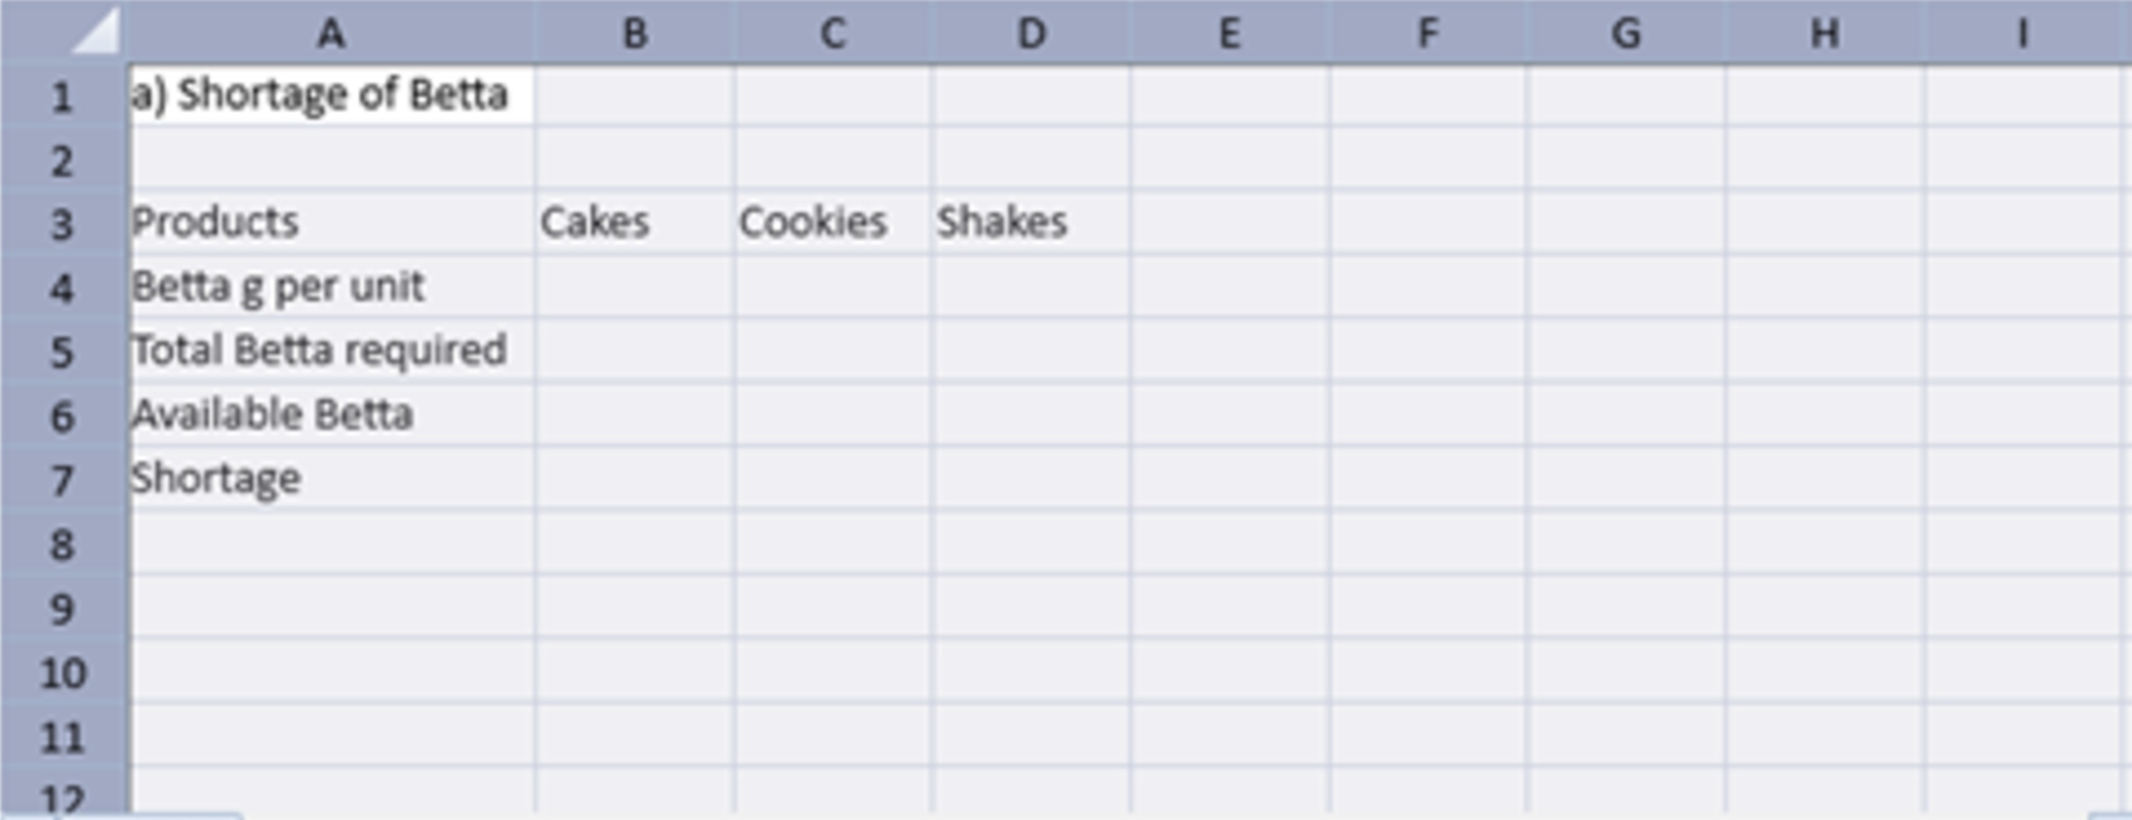 A B C D E F G H I
1 a) Shortage of Betta
2
3 Products Cakes Cookies Shakes
4 Betta g per unit
5 Total Betta required
6 Available Betta
7 Shortage
8
9
10
11
12